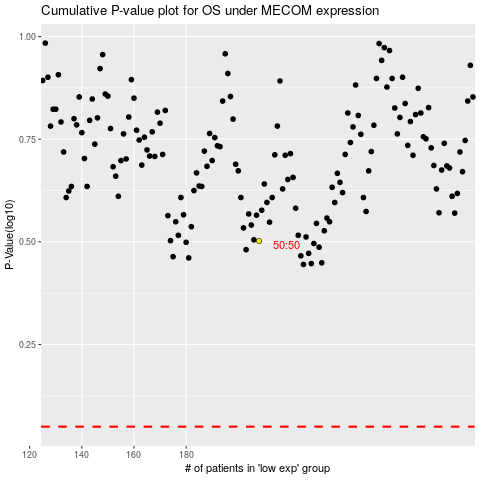 Cumulative P-value plot for OS under MECOM expression
1.00
0.75
P-Value(log10)
0.50
50:50
0.25
120 140 160 180
# of patients in 'low exp' group